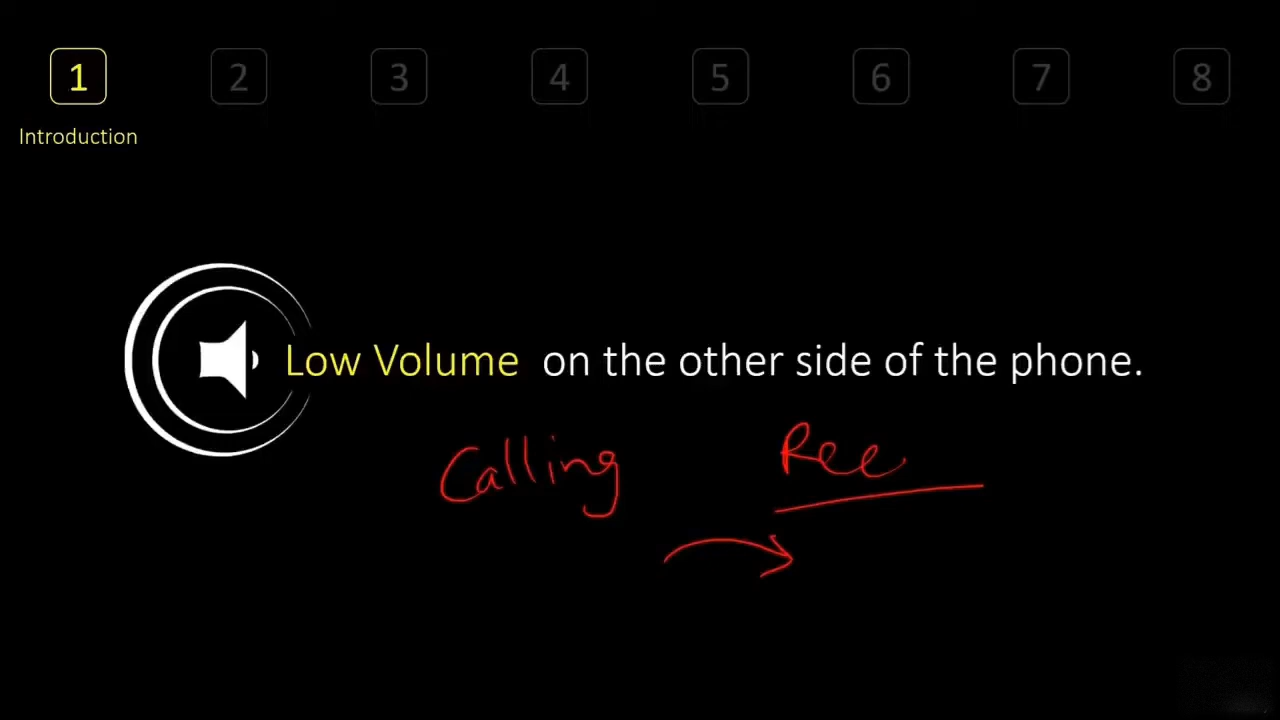 1 2 3 4 5 6 7 8
Introduction
Low Volume on the other side of the phone.
Calling Rec